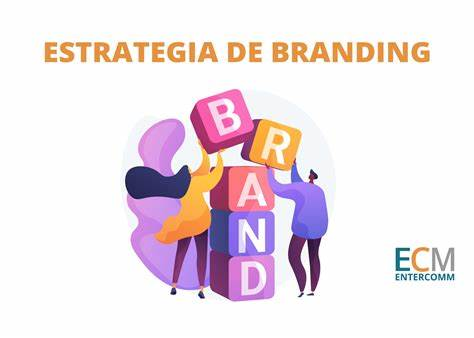 ESTRATEGIA DE BRANDING
B
R
A
N
D
ECM
ENTERCOMM